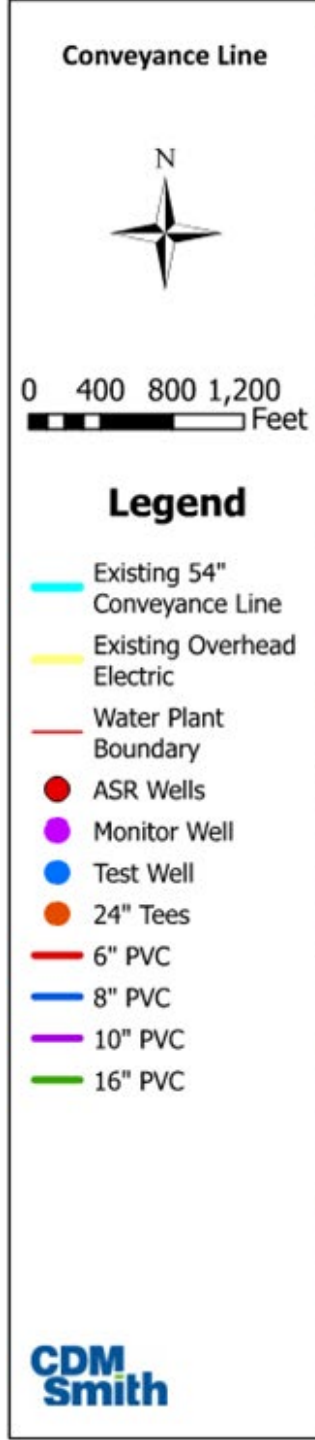 Conveyance Line
N
0 400 800 1,200
Feet
Legend
Existing 54"
Conveyance Line
Existing Overhead
Electric
Water Plant
Boundary
ASR Wells
Monitor Well
Test Well
24" Tees
6" PVC
8" PVC
10" PVC
16" PVC
CDM
Smith